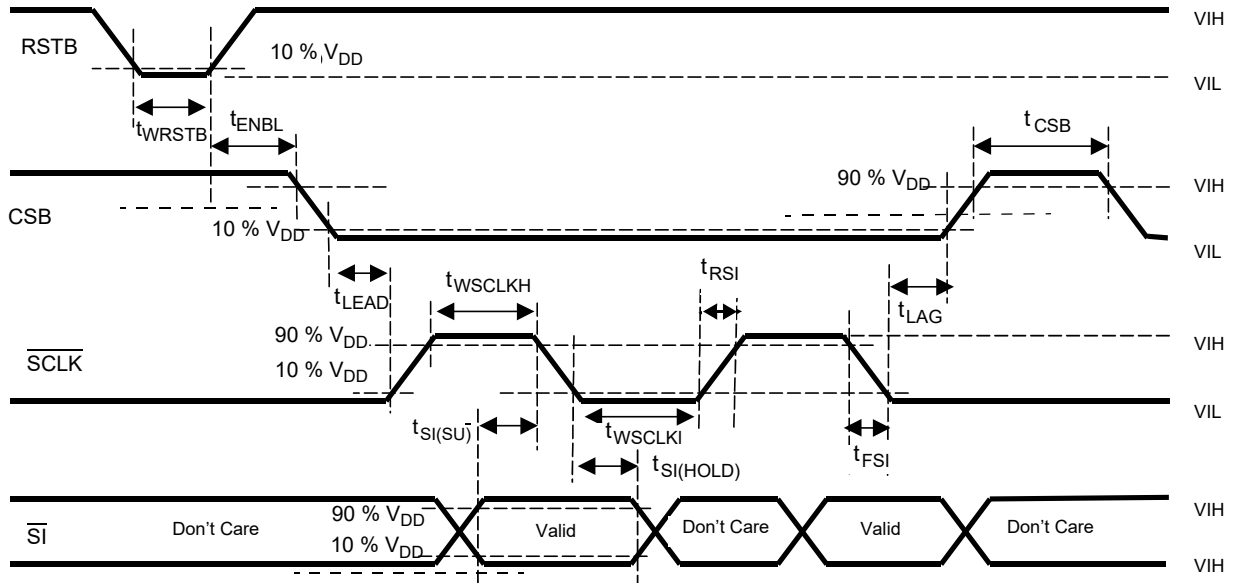 VIH
RSTB
10 % VDD
VIL
tWRSTB
tENBL
t CSB
90 % VDD
VIH
CSB
10 % VDD
VIL
tLEAD
tWSCLKH
tRSI
tLAG
90 % VDD
VIH
SCLK
10 % VDD
VIL
tSI(SU)
tWSCLKl
tFSI
tSI(HOLD)
90 % VDD
VIH
SI
Don't Care
Valid
Don't Care
Valid
Don't Care
10 % VDD
VIH